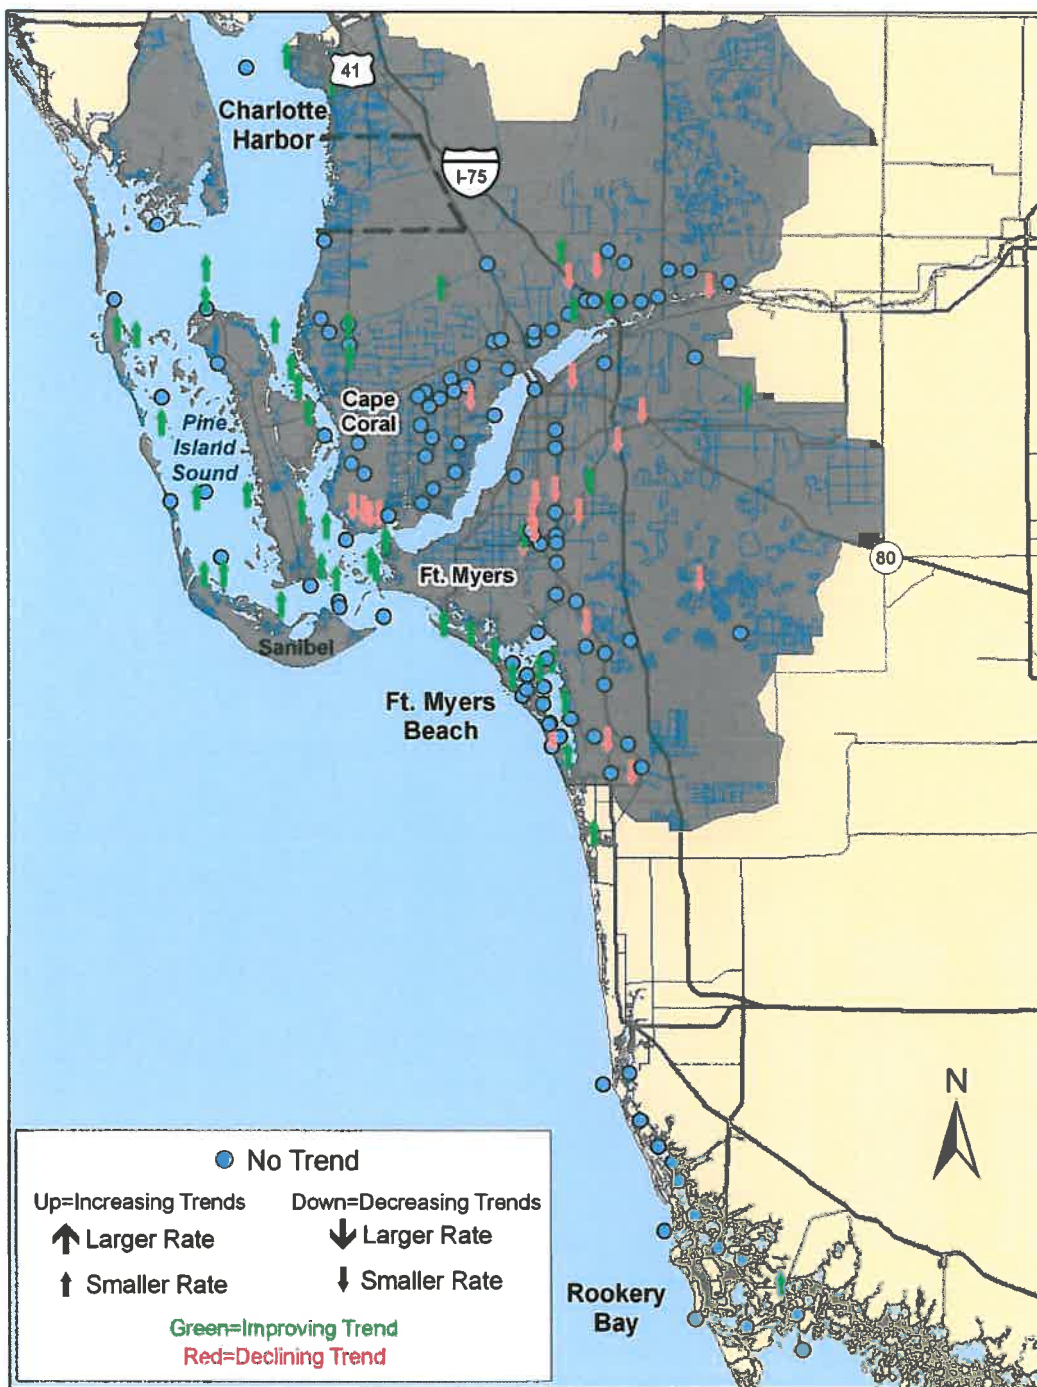 41
Charlotte
Harbor
I-75
Cape
Coral
Pine
Island
Sound
80
Ft. Myers
Sanibel
Ft. Myers
Beach
N
No Trend
Up=Increasing Trends
Down=Decreasing Trends
Larger Rate
Larger Rate
Smaller Rate
Smaller Rate
Green=Improving Trend
Red=Declining Trend
Rookery
Bay